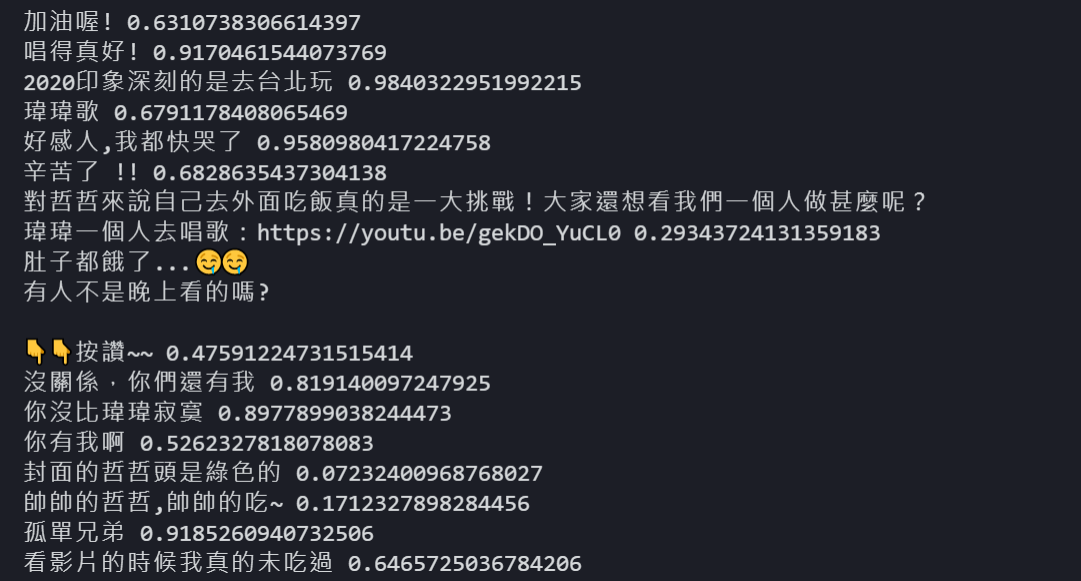 加油喔! 0.6310738306614397
唱得真好! 0.9170461544073769
2020印象深刻的是去台北玩 0.9840322951992215
瑋瑋歌 0.6791178408065469
好感人,我都快哭了 0.9580980417224758
辛苦了 !! 0.6828635437304138
對哲哲來說自己去外面吃飯真的是一大挑戰！大家還想看我們一個人做甚麼呢？
瑋瑋一個人去唱歌：https://youtu.be/gekDO_YuCL0 0.29343724131359183
肚子都餓了...🤤🤤
有人不是晚上看的嗎?
👇👇按讚~~ 0.47591224731515414
沒關係，你們還有我 0.819140097247925
你沒比瑋瑋寂寞 0.8977899038244473
你有我啊 0.5262327818078083
封面的哲哲頭是綠色的 0.07232400968768027
帥帥的哲哲,帥帥的吃~ 0.1712327898284456
孤單兄弟 0.9185260940732506
看影片的時候我真的未吃過 0.6465725036784206